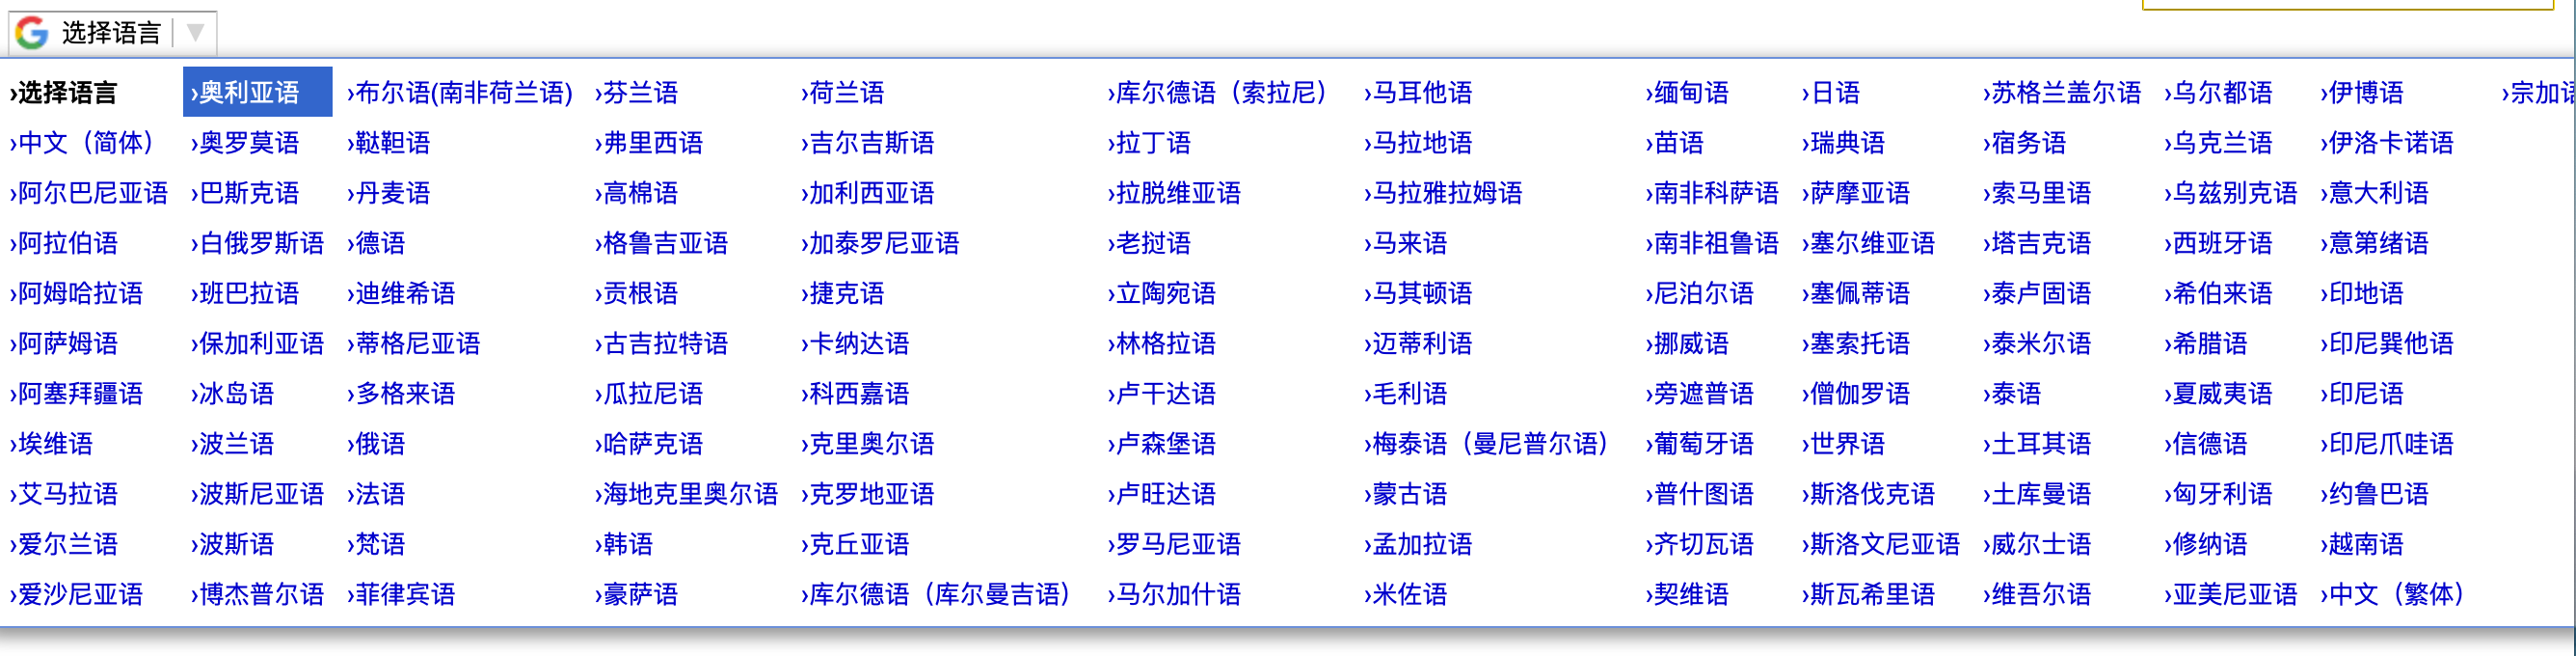 选择语言
›选择语言 ›奥利亚语 ›布尔语(南非荷兰语) ›芬兰语 ›荷兰语 ›库尔德语（索拉尼） ›马耳他语 ›缅甸语 ›日语 ›苏格兰盖尔语 ›乌尔都语 ›伊博语 ›宗加语
›中文（简体） ›奥罗莫语 ›鞑靼语 ›弗里西语 ›吉尔吉斯语 ›拉丁语 ›马拉地语 ›苗语 ›瑞典语 ›宿务语 ›乌克兰语 ›伊洛卡诺语
›阿尔巴尼亚语 ›巴斯克语 ›丹麦语 ›高棉语 ›加利西亚语 ›拉脱维亚语 ›马拉雅拉姆语 ›南非科萨语 ›萨摩亚语 ›索马里语 ›乌兹别克语 ›意大利语
›阿拉伯语 ›白俄罗斯语 ›德语 ›格鲁吉亚语 ›加泰罗尼亚语 ›老挝语 ›马来语 ›南非祖鲁语 ›塞尔维亚语 ›塔吉克语 ›西班牙语 ›意第绪语
›阿姆哈拉语 ›班巴拉语 ›迪维希语 ›贡根语 ›捷克语 ›立陶宛语 ›马其顿语 ›尼泊尔语 ›塞佩蒂语 ›泰卢固语 ›希伯来语 ›印地语
›阿萨姆语 ›保加利亚语 ›蒂格尼亚语 ›古吉拉特语 ›卡纳达语 ›林格拉语 ›迈蒂利语 ›挪威语 ›塞索托语 ›泰米尔语 ›希腊语 ›印尼巽他语
›阿塞拜疆语 ›冰岛语 ›多格来语 ›瓜拉尼语 ›科西嘉语 ›卢干达语 ›毛利语 ›旁遮普语 ›僧伽罗语 ›泰语 ›夏威夷语 ›印尼语
›埃维语 ›波兰语 ›俄语 ›哈萨克语 ›克里奥尔语 ›卢森堡语 ›梅泰语（曼尼普尔语） ›葡萄牙语 ›世界语 ›土耳其语 ›信德语 ›印尼爪哇语
›艾马拉语 ›波斯尼亚语 ›法语 ›海地克里奥尔语 ›克罗地亚语 ›卢旺达语 ›蒙古语 ›普什图语 ›斯洛伐克语 ›土库曼语 ›匈牙利语 ›约鲁巴语
›爱尔兰语 ›波斯语 ›梵语 ›韩语 ›克丘亚语 ›罗马尼亚语 ›孟加拉语 ›齐切瓦语 ›斯洛文尼亚语 ›威尔士语 ›修纳语 ›越南语
›爱沙尼亚语 ›博杰普尔语 ›菲律宾语 ›豪萨语 ›库尔德语（库尔曼吉语） ›马尔加什语 ›米佐语 ›契维语 ›斯瓦希里语 ›维吾尔语 ›亚美尼亚语 ›中文（繁体）